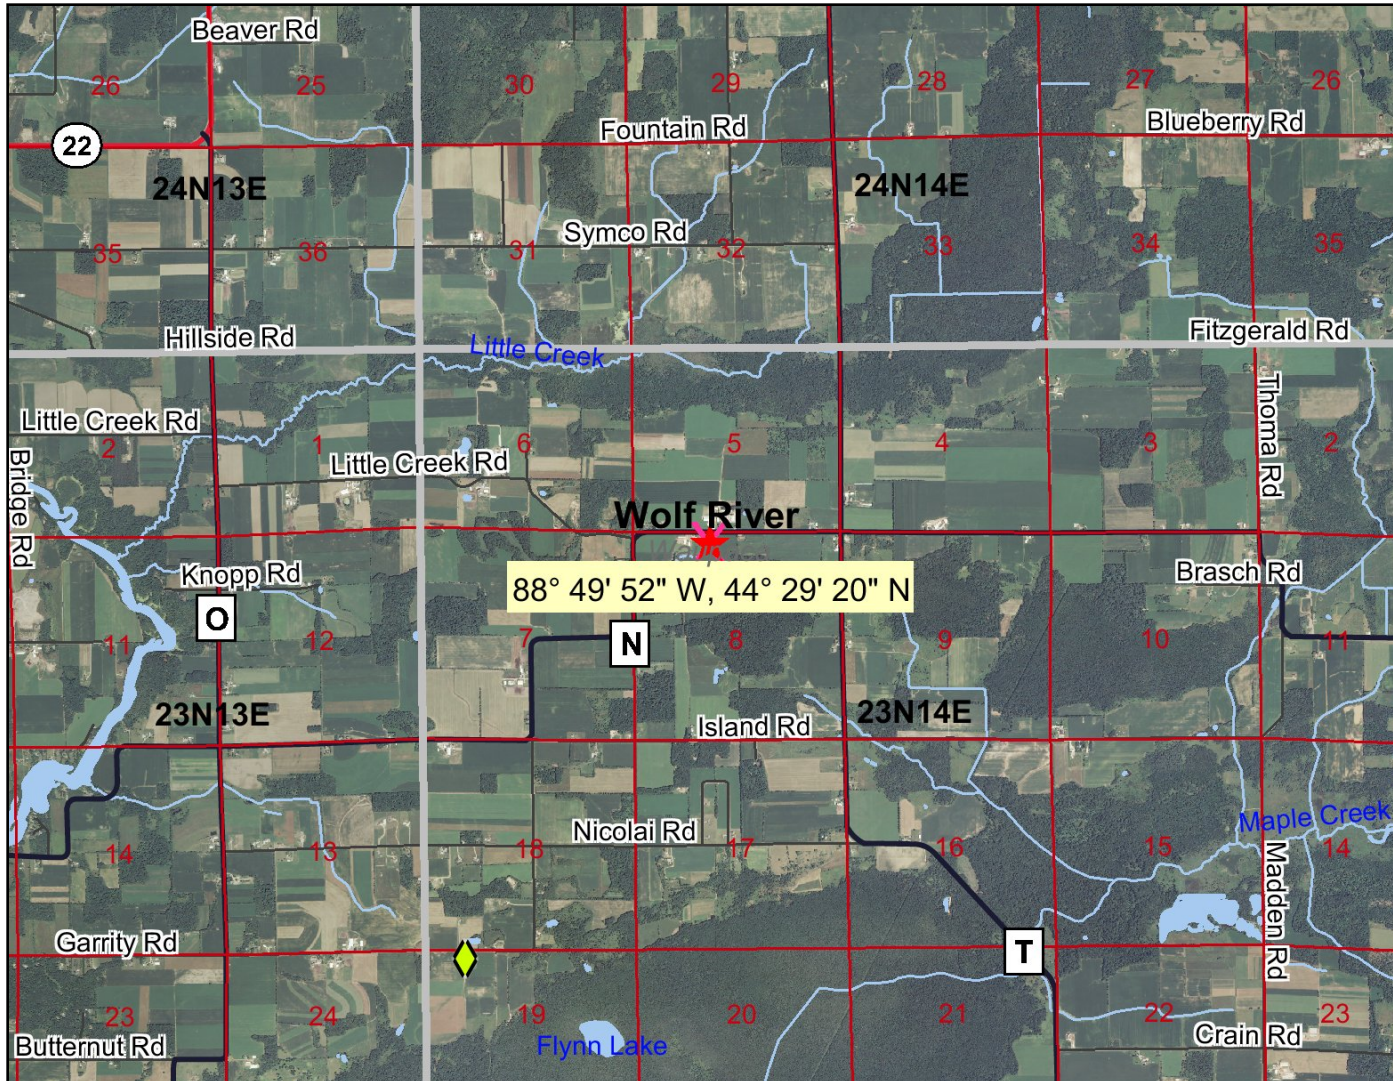 Beaver Rd
26
25
30
29
28
27
26
22
Fountain Rd
Blueberry Rd
24N13E
24N14E
35
36
31
Symco Rd
32
33
34
35
Hillside Rd
Little Creek
Fitzgerald Rd
Little Creek Rd
2
1
Little Creek Rd
6
5
4
3
Thoma Rd
2
Bridge Rd
Wolf River
Knopp Rd
88° 49' 52" W, 44° 29' 20" N
Brasch Rd
O
11
12
7
N
8
9
10
11
23N13E
Island Rd
23N14E
Nicolai Rd
Maple Creek
14
13
18
17
16
15
14
Madden Rd
Garrity Rd
T
23
24
19
20
21
22
23
Butternut Rd
Flynn Lake
Crain Rd